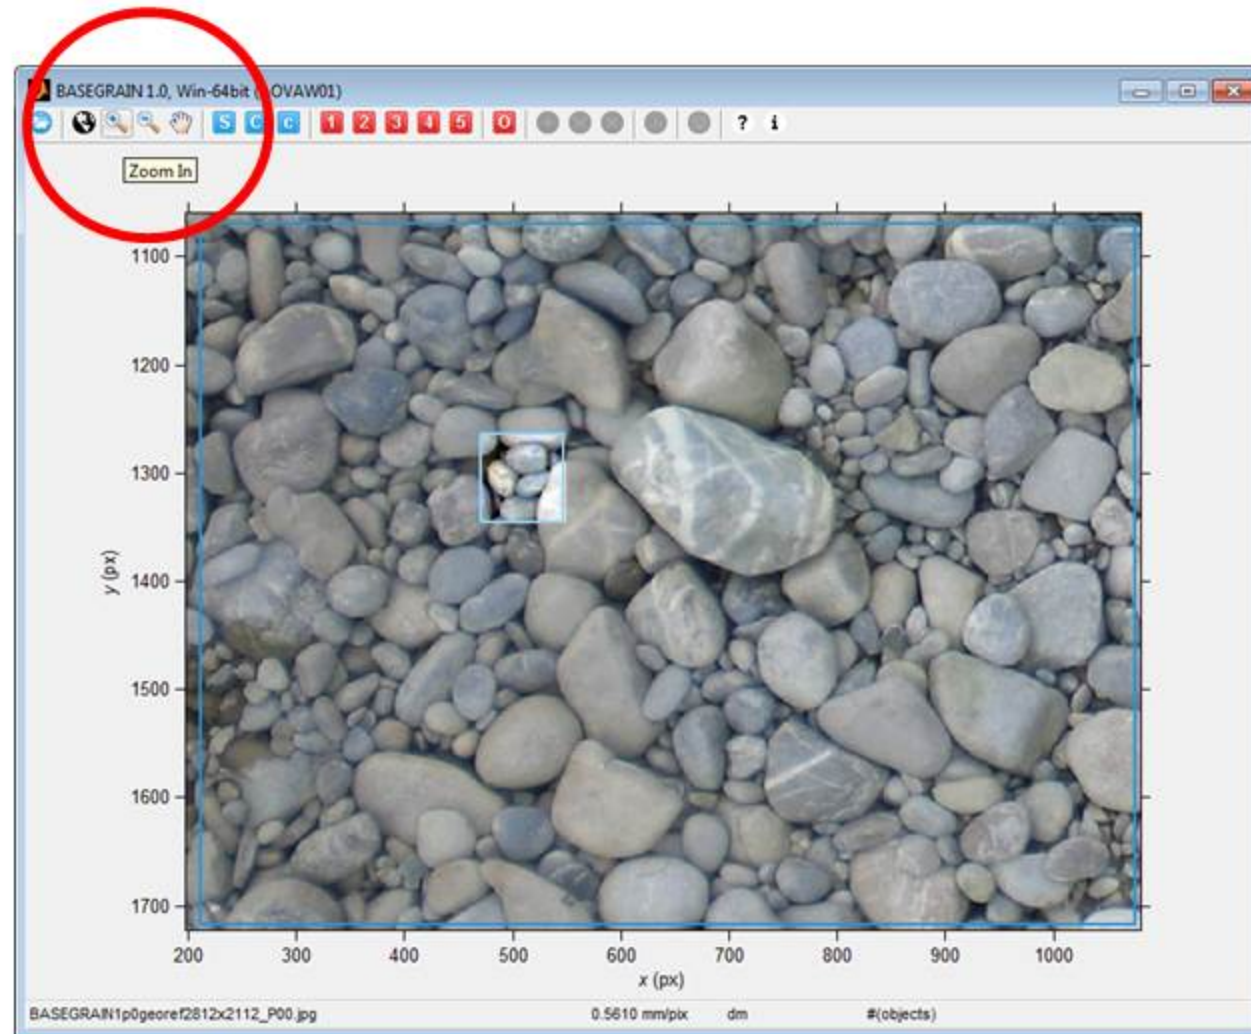 BASEGRAIN 1.0, Win-64bit ( OVAW01)
S C C 1 2 3 4 5 O ? i
Zoom In
1100
1200
1300
1400
1500
1600
1700
y (px)
200 300 400 500 600 700 800 900 1000
x (px)
BASEGRAIN1p0georef2812x2112_P00.jpg 0.5610 mm/pix dm #(objects)